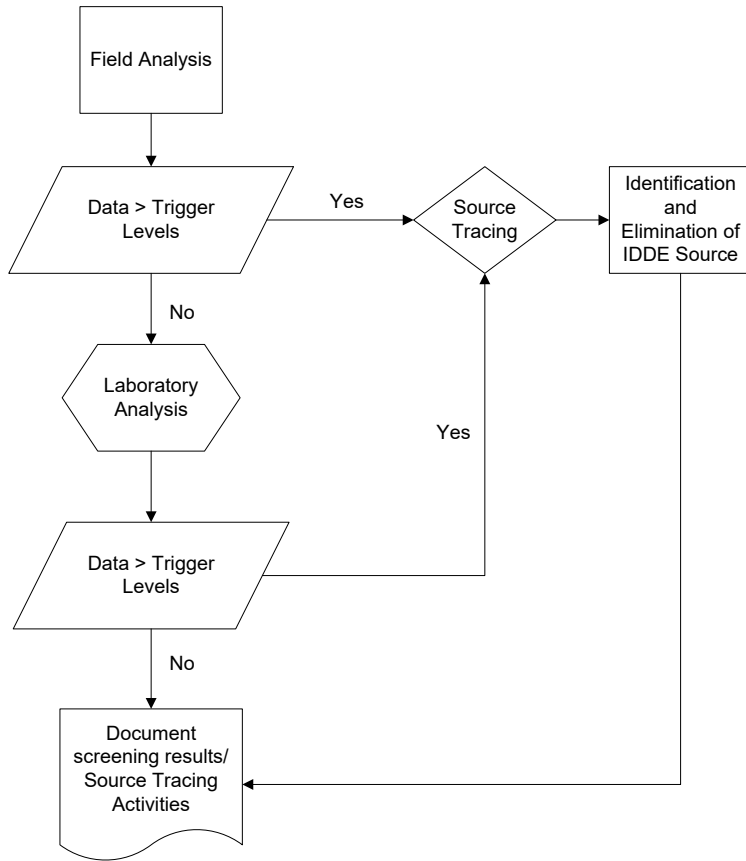 Field Analysis
Data > Trigger
Levels
Yes
Source
Tracing
Identification
and
Elimination of
IDDE Source
No
Laboratory
Analysis
Yes
Data > Trigger
Levels
No
Document
screening results/
Source Tracing
Activities